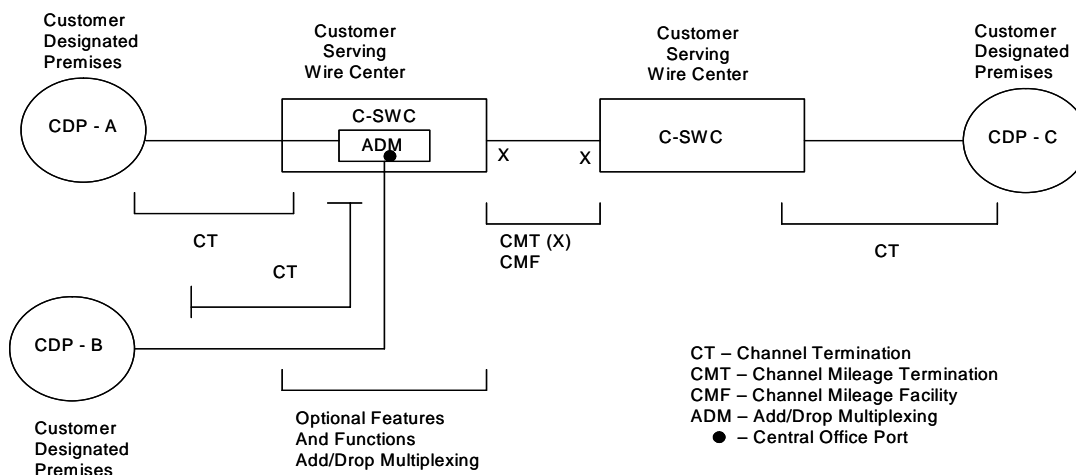 Customer
Designated
Premises
Customer
Serving
Wire Center
Customer
Serving
Wire Center
Customer
Designated
Premises
CDP - A
C-SWC
ADM
X
X
C-SWC
CDP - C
CT
CT
CMT (X)
CMF
CT
CDP - B
Customer
Designated
Premises
Optional Features
And Functions
Add/Drop Multiplexing
CT – Channel Termination
CMT – Channel Mileage Termination
CMF – Channel Mileage Facility
ADM – Add/Drop Multiplexing
● – Central Office Port